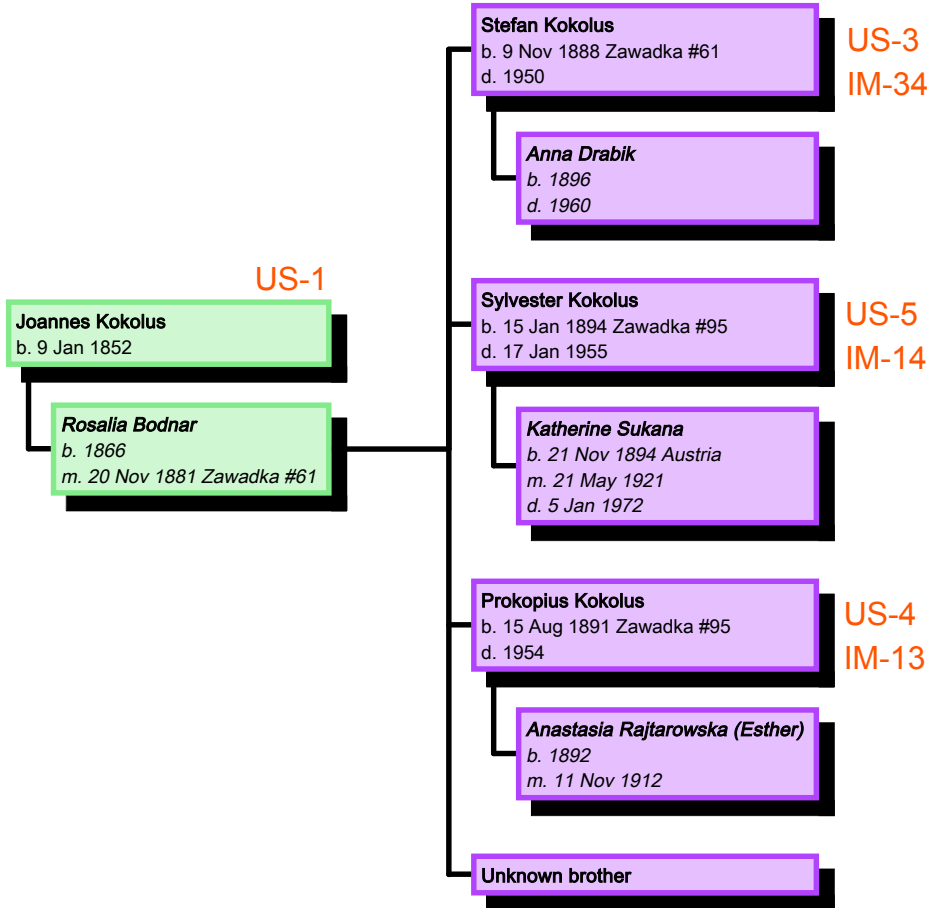 Stefan Kokolus
b. 9 Nov 1888 Zawadka #61
d. 1950
US-3
IM-34
Anna Drabik
b. 1896
d. 1960
US-1
Joannes Kokolus
b. 9 Jan 1852
Rosalia Bodnar
b. 1866
m. 20 Nov 1881 Zawadka #61
Sylvester Kokolus
b. 15 Jan 1894 Zawadka #95
d. 17 Jan 1955
US-5
IM-14
Katherine Sukana
b. 21 Nov 1894 Austria
m. 21 May 1921
d. 5 Jan 1972
Prokopius Kokolus
b. 15 Aug 1891 Zawadka #95
d. 1954
US-4
IM-13
Anastasia Rajtarowska (Esther)
b. 1892
m. 11 Nov 1912
Unknown brother